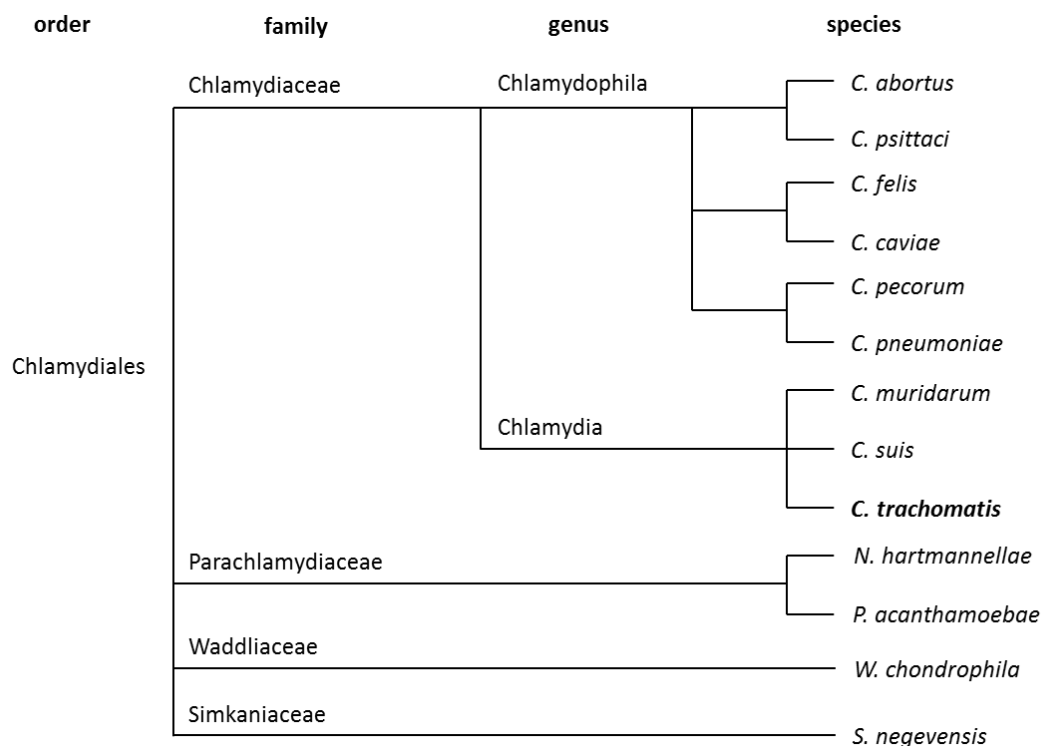 order family genus species
Chlamydiaceae Chlamydophila C. abortus
C. psittaci
C. felis
C. caviae
C. pecorum
C. pneumoniae
Chlamydiales
C. muridarum
Chlamydia
C. suis
C. trachomatis
Parachlamydiaceae N. hartmannellae
P. acanthamoebae
Waddliaceae
W. chondrophila
Simkaniaceae
S. negevensis